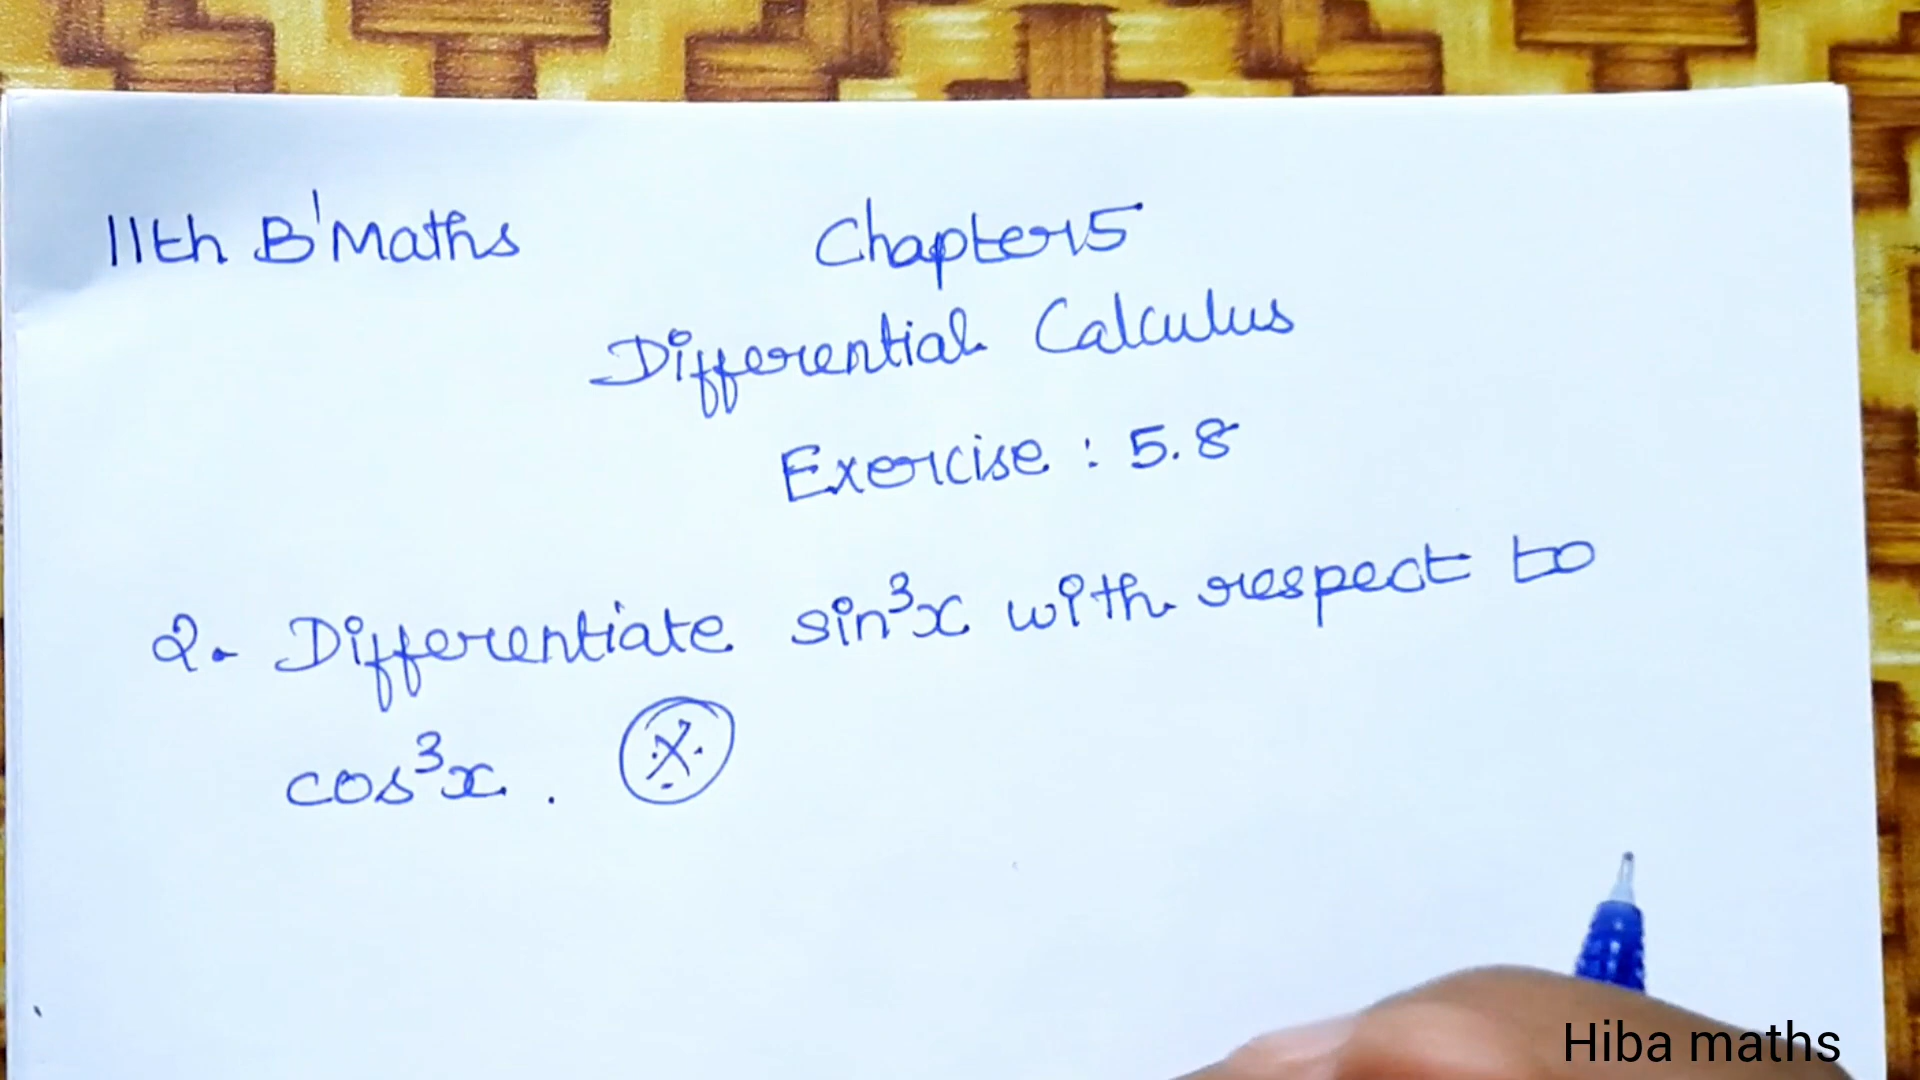 11th B'Maths Chapter 5
Differential Calculus
Exercise : 5.8
2. Differentiate sin³x with respect to
cos³x.
Hiba maths